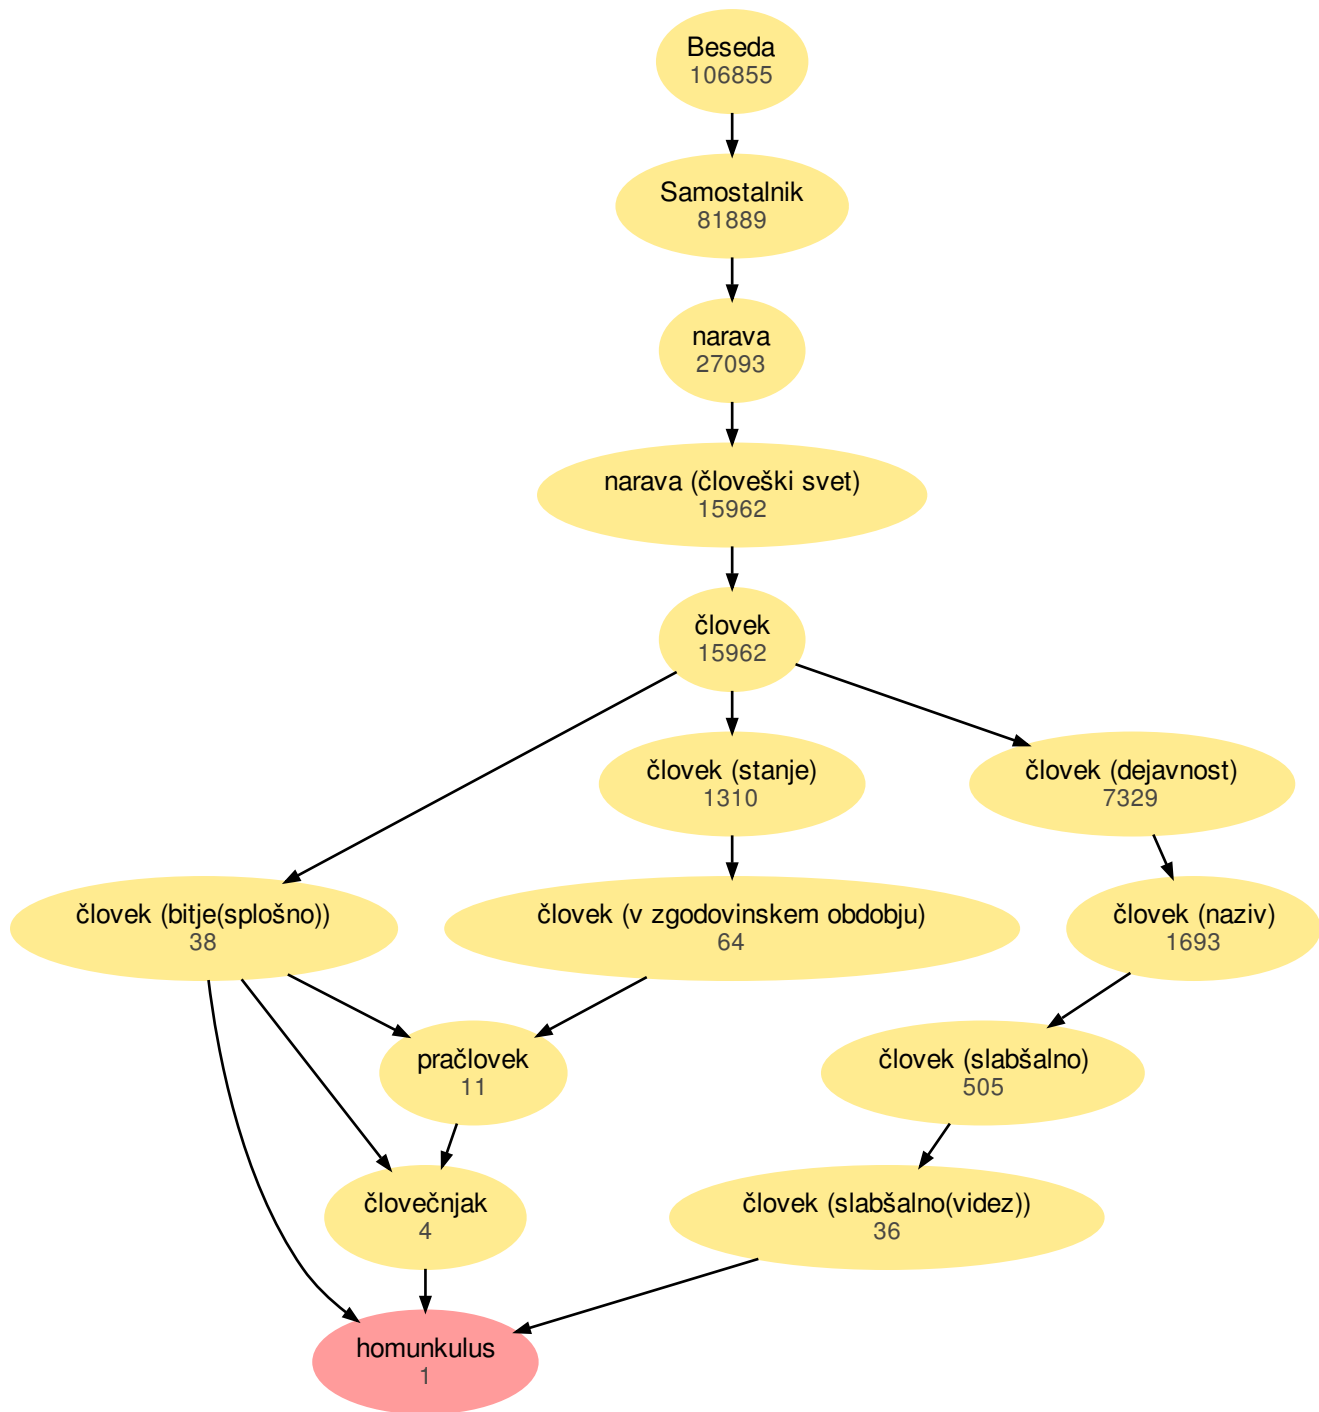 Beseda
106855
Samostalnik
81889
narava
27093
narava (človeški svet)
15962
človek
15962
človek (stanje)
1310
človek (dejavnost)
7329
človek (bitje(splošno))
38
človek (v zgodovinskem obdobju)
64
človek (naziv)
1693
pračlovek
11
človek (slabšalno)
505
človečnjak
4
človek (slabšalno(videz))
36
homunkulus
1